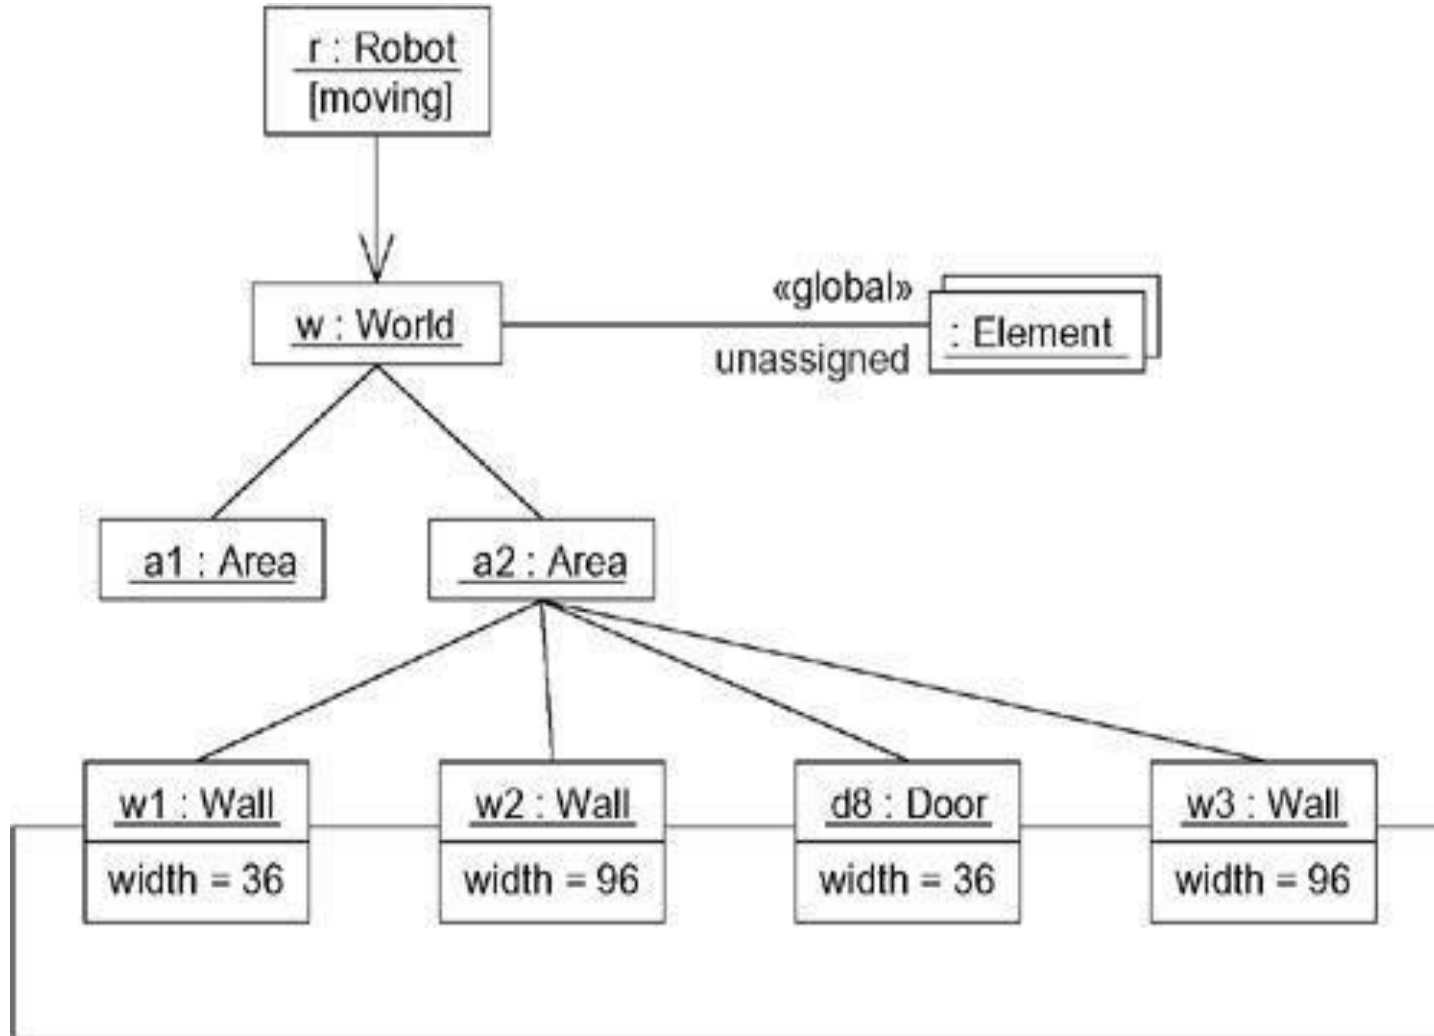 r : Robot
[moving]
«global»
w : World
: Element
unassigned
a1 : Area
a2 : Area
w1 : Wall
w2 : Wall
d8 : Door
w3 : Wall
width = 36
width = 96
width = 36
width = 96